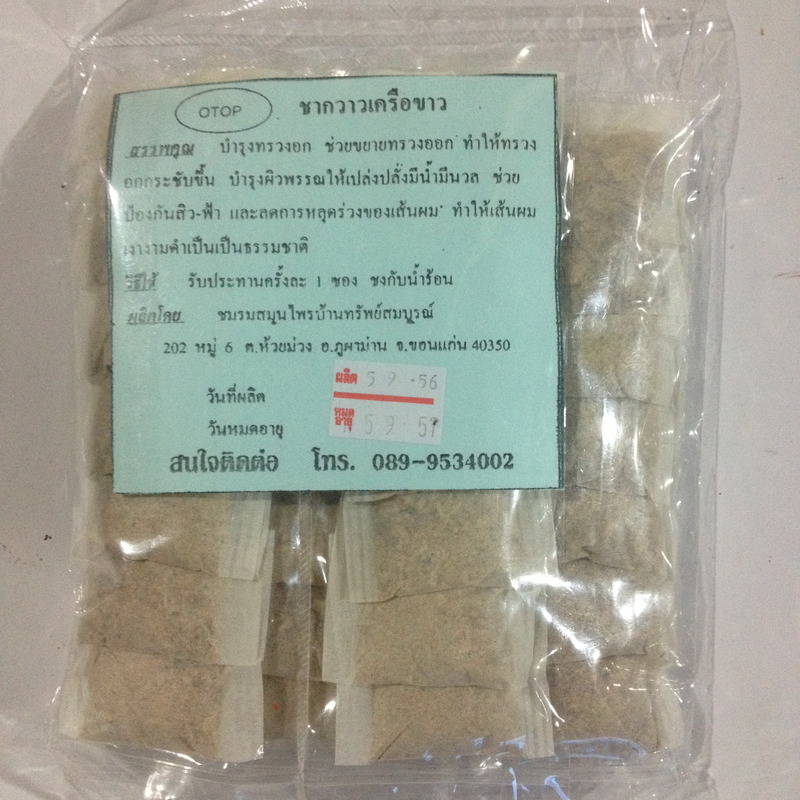 OTOP ชากวาวเครือขาว
สรรพคุณ บำรุงทรวงอก ช่วยขยายทรวงออก ทำให้ทรวง
อกกระชับขึ้น บำรุงผิวพรรณให้เปล่งปลั่งมีน้ำมีนวล ช่วย
ป้องกันสิว-ฟ้า และลดการหลุดร่วงของเส้นผม ทำให้เส้นผม
เงางามดำเป็นเป็นธรรมชาติ
วิธีใช้ รับประทานครั้งละ 1 ซอง ชงกับน้ำร้อน
ผลิตโดย ชมรมสมุนไพรบ้านทรัพย์สมบูรณ์
202 หมู่ 6 ต.ห้วยม่วง อ.ภูผาม่าน จ.ขอนแก่น 40350
วันที่ผลิต ผลิต 5 9 ·56
วันหมดอายุ หมดอายุ 5 9 57
สนใจติดต่อ โทร. 089-9534002